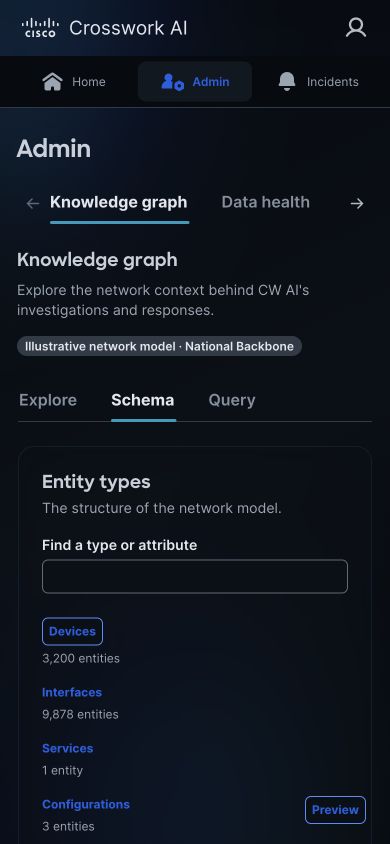 CISCO
Crosswork AI
Home
Admin
Incidents
Admin
← Knowledge graph
Data health →
Knowledge graph
Explore the network context behind CW AI's
investigations and responses.
Illustrative network model · National Backbone
Explore
Schema
Query
Entity types
The structure of the network model.
Find a type or attribute
Devices
3,200 entities
Interfaces
9,878 entities
Services
1 entity
Configurations
3 entities
Preview